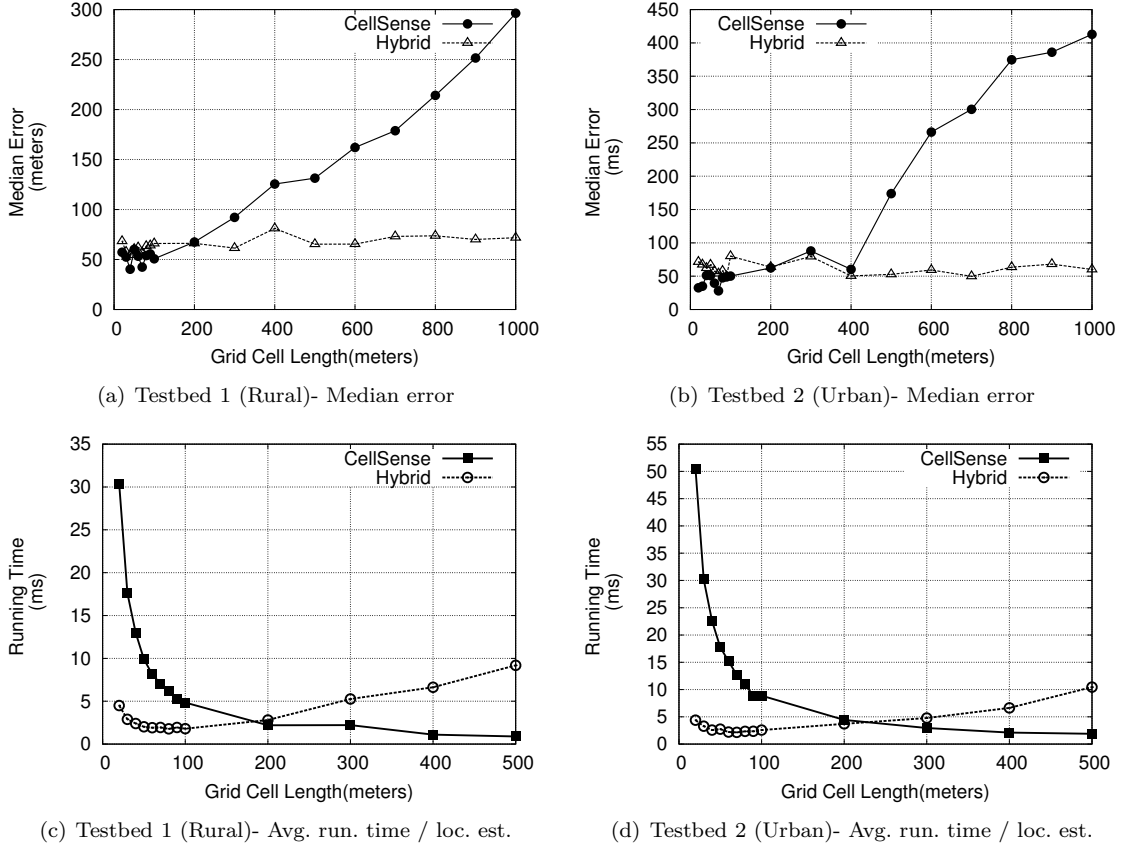 300
250
200
150
100
50
0
0 200 400 600 800 1000
Median Error
(meters)
Grid Cell Length(meters)
CellSense
Hybrid
(a) Testbed 1 (Rural)- Median error
450
400
350
300
250
200
150
100
50
0
0 200 400 600 800 1000
Median Error
(ms)
Grid Cell Length(meters)
CellSense
Hybrid
(b) Testbed 2 (Urban)- Median error
35
30
25
20
15
10
5
0
0 100 200 300 400 500
Running Time
(ms)
Grid Cell Length(meters)
CellSense
Hybrid
(c) Testbed 1 (Rural)- Avg. run. time / loc. est.
55
50
45
40
35
30
25
20
15
10
5
0
0 100 200 300 400 500
Running Time
(ms)
Grid Cell Length(meters)
CellSense
Hybrid
(d) Testbed 2 (Urban)- Avg. run. time / loc. est.